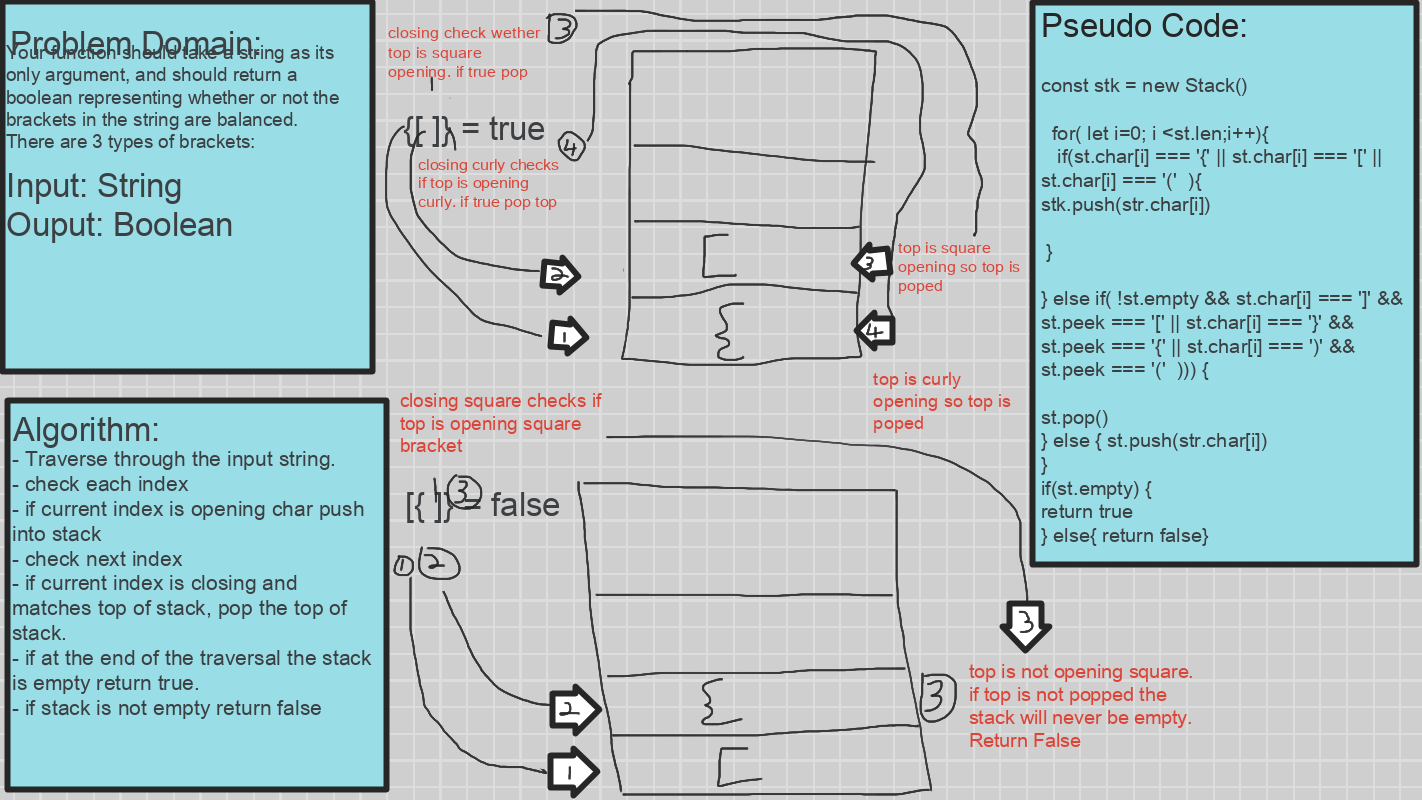 Problem Domain:
Your function should take a string as its
only argument, and should return a
boolean representing whether or not the
brackets in the string are balanced.
There are 3 types of brackets:
Input: String
Ouput: Boolean
Algorithm:
- Traverse through the input string.
- check each index
- if current index is opening char push
into stack
- check next index
- if current index is closing and
matches top of stack, pop the top of
stack.
- if at the end of the traversal the stack
is empty return true.
- if stack is not empty return false
closing check wether
top is square
opening. if true pop
3
{[ ]} = true
4
closing curly checks
if top is opening
curly. if true pop top
2
1
[
{
3
4
top is square
opening so top is
poped
top is curly
opening so top is
poped
closing square checks if
top is opening square
bracket
3
[{ ]} = false
1
2
2
1
{
[
3
3
top is not opening square.
if top is not popped the
stack will never be empty.
Return False
Pseudo Code:
const stk = new Stack()
for( let i=0; i <st.len;i++){
if(st.char[i] === '{' || st.char[i] === '[' ||
st.char[i] === '(' ){
stk.push(str.char[i])
}
} else if( !st.empty && st.char[i] === ']' &&
st.peek === '[' || st.char[i] === '}' &&
st.peek === '{' || st.char[i] === ')' &&
st.peek === '(' ))) {
st.pop()
} else { st.push(str.char[i])
}
if(st.empty) {
return true
} else{ return false}